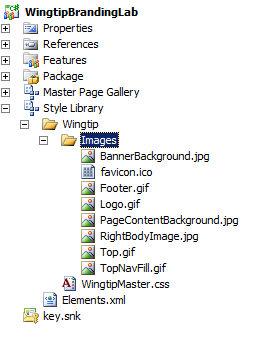 WingtipBrandingLab
Properties
References
Features
Package
Master Page Gallery
Style Library
Wingtip
Images
BannerBackground.jpg
favicon.ico
Footer.gif
Logo.gif
PageContentBackground.jpg
RightBodyImage.jpg
Top.gif
TopNavFill.gif
WingtipMaster.css
Elements.xml
key.snk